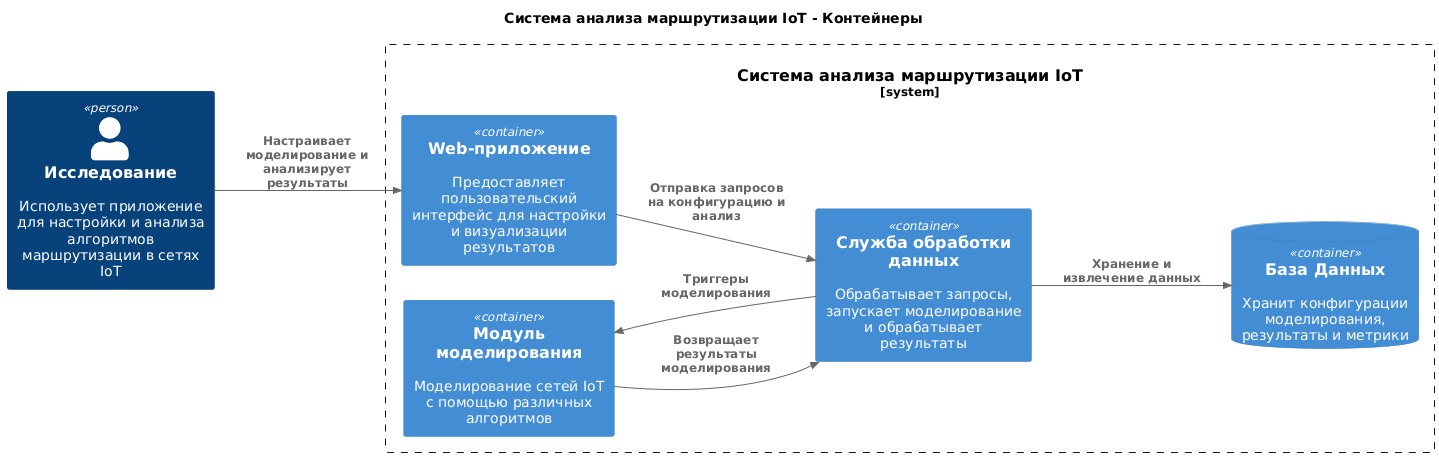 Система анализа маршрутизации IoT - Контейнеры
Система анализа маршрутизации IoT
[system]
«person»
Исследование
Использует приложение
для настройки и анализа
алгоритмов
маршрутизации в сетях
IoT
Настраивает
моделирование и
анализирует
результаты
«container»
Web-приложение
Предоставляет
пользовательский
интерфейс для настройки
и визуализации
результатов
Отправка запросов
на конфигурацию и
анализ
«container»
Служба обработки
данных
Обрабатывает запросы,
запускает моделирование
и обрабатывает
результаты
Триггеры
моделирования
«container»
Модуль
моделирования
Моделирование сетей IoT
с помощью различных
алгоритмов
Возвращает
результаты
моделирования
Хранение и
извлечение данных
«container»
База Данных
Хранит конфигурации
моделирования,
результаты и метрики